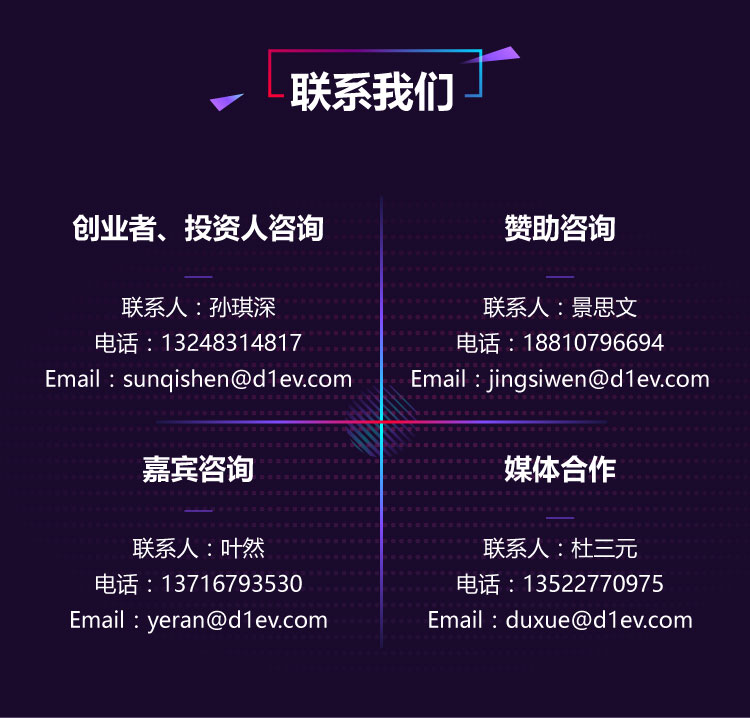 联系我们
创业者、投资人咨询
联系人：孙琪深
电话：13248314817
Email：sunqishen@d1ev.com
赞助咨询
联系人：景思文
电话：18810796694
Email：jingsiwen@d1ev.com
嘉宾咨询
联系人：叶然
电话：13716793530
Email：yeran@d1ev.com
媒体合作
联系人：杜三元
电话：13522770975
Email：duxue@d1ev.com